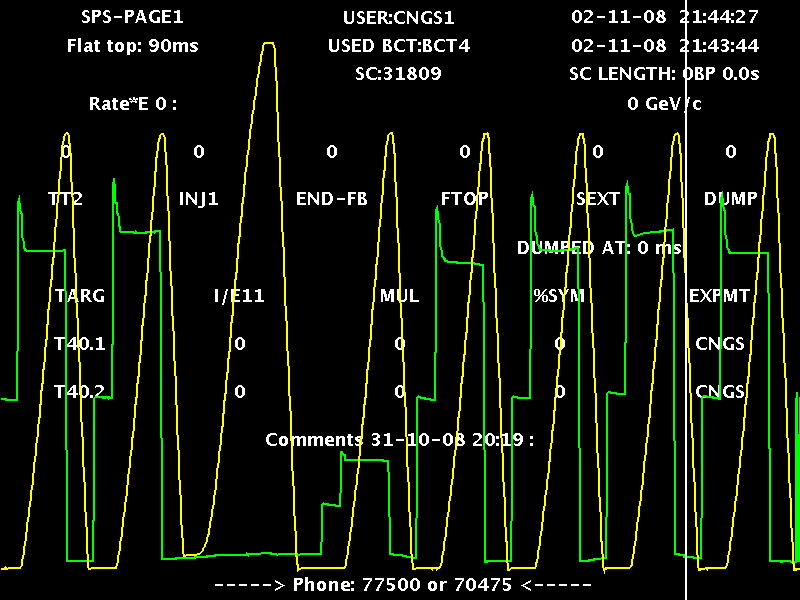 SPS-PAGE1 USER:CNGS1 02-11-08 21:44:27
Flat top: 90ms USED BCT:BCT4 02-11-08 21:43:44
SC:31809 SC LENGTH: 0BP 0.0s
Rate*E 0 : 0 GeV/c
0 0 0 0 0 0
TT2 INJ1 END-FB FTOP SEXT DUMP
DUMPED AT: 0 ms
TARG I/E11 MUL %SYM EXPMT
T40.1 0 0 0 CNGS
T40.2 0 0 0 CNGS
Comments 31-10-08 20:19 :
-----> Phone: 77500 or 70475 <-----